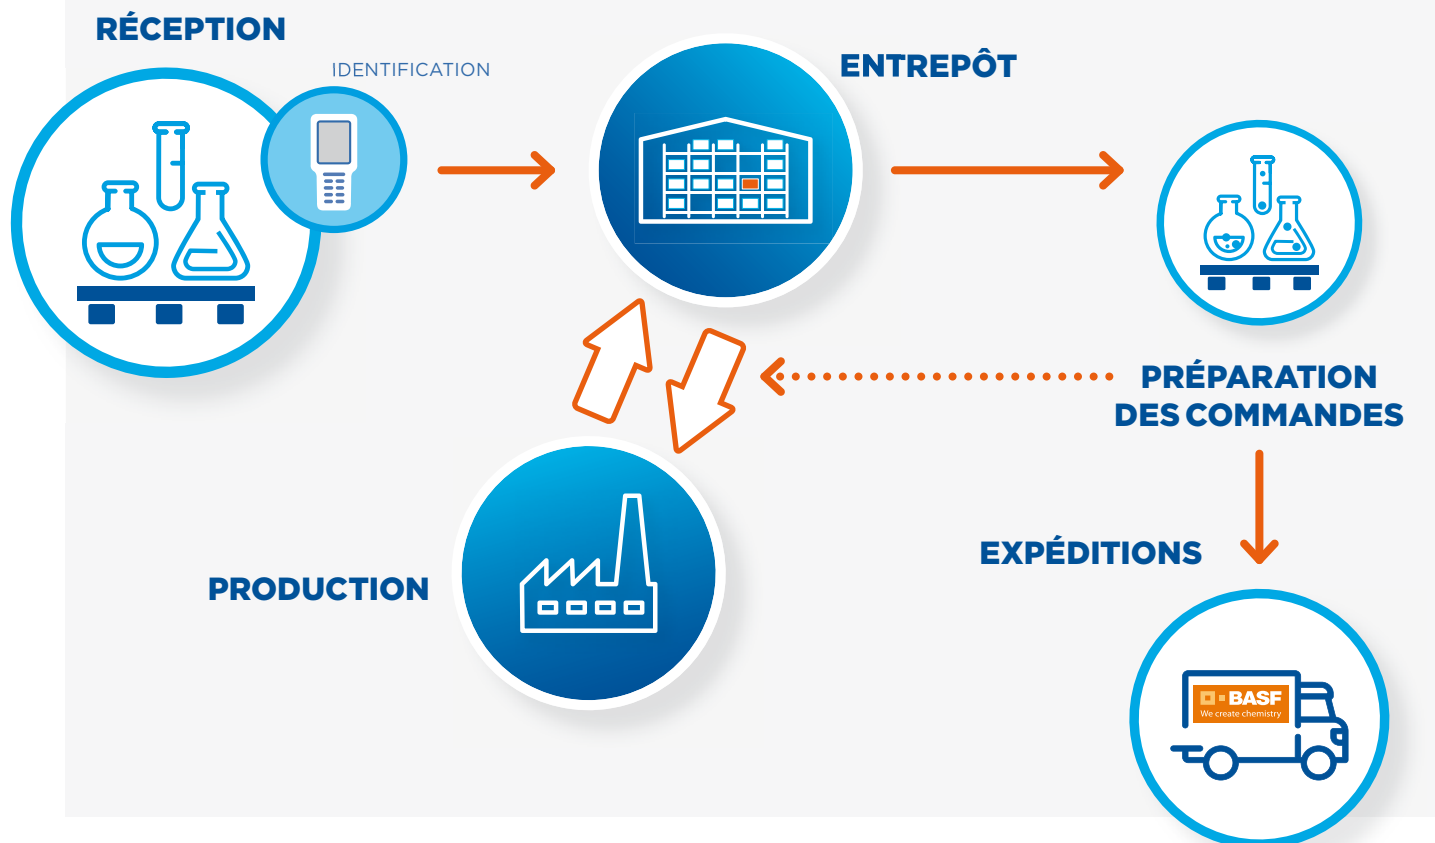 RÉCEPTION
IDENTIFICATION
ENTREPÔT
PRÉPARATION
DES COMMANDES
EXPÉDITIONS
PRODUCTION
BASF
We create chemistry